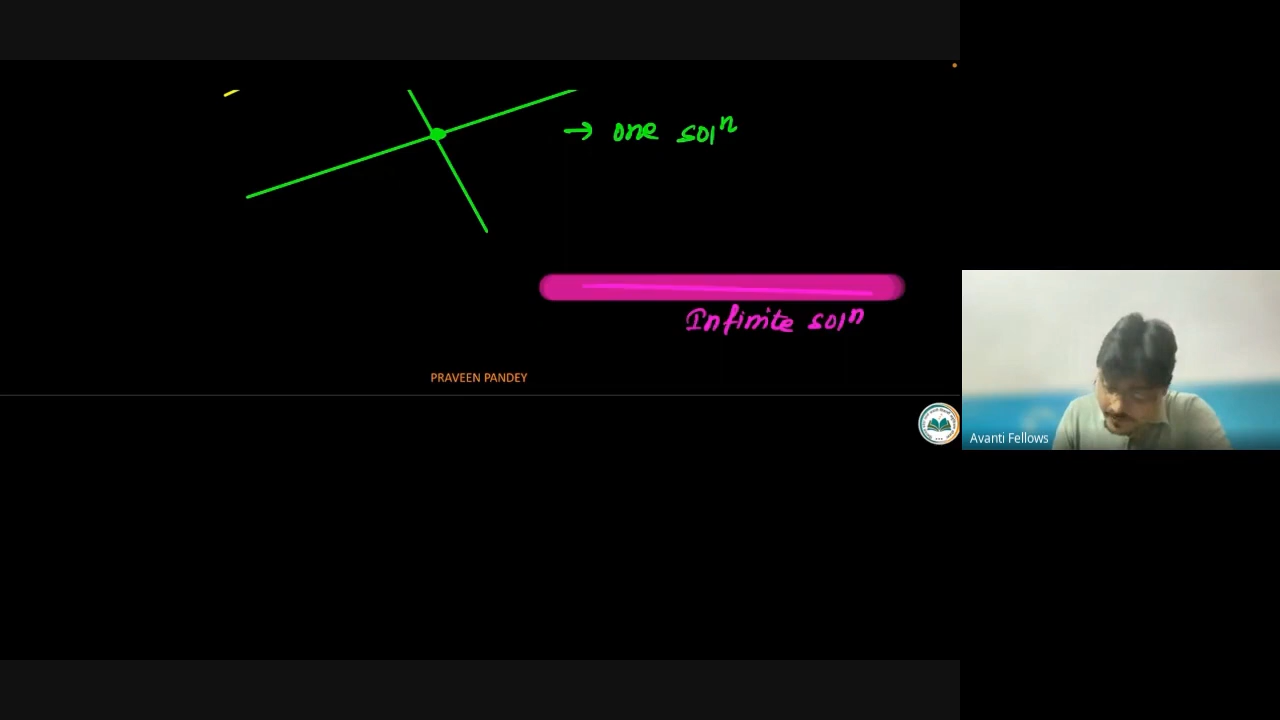 → one solⁿ
Infinite solⁿ
PRAVEEN PANDEY
Avanti Fellows